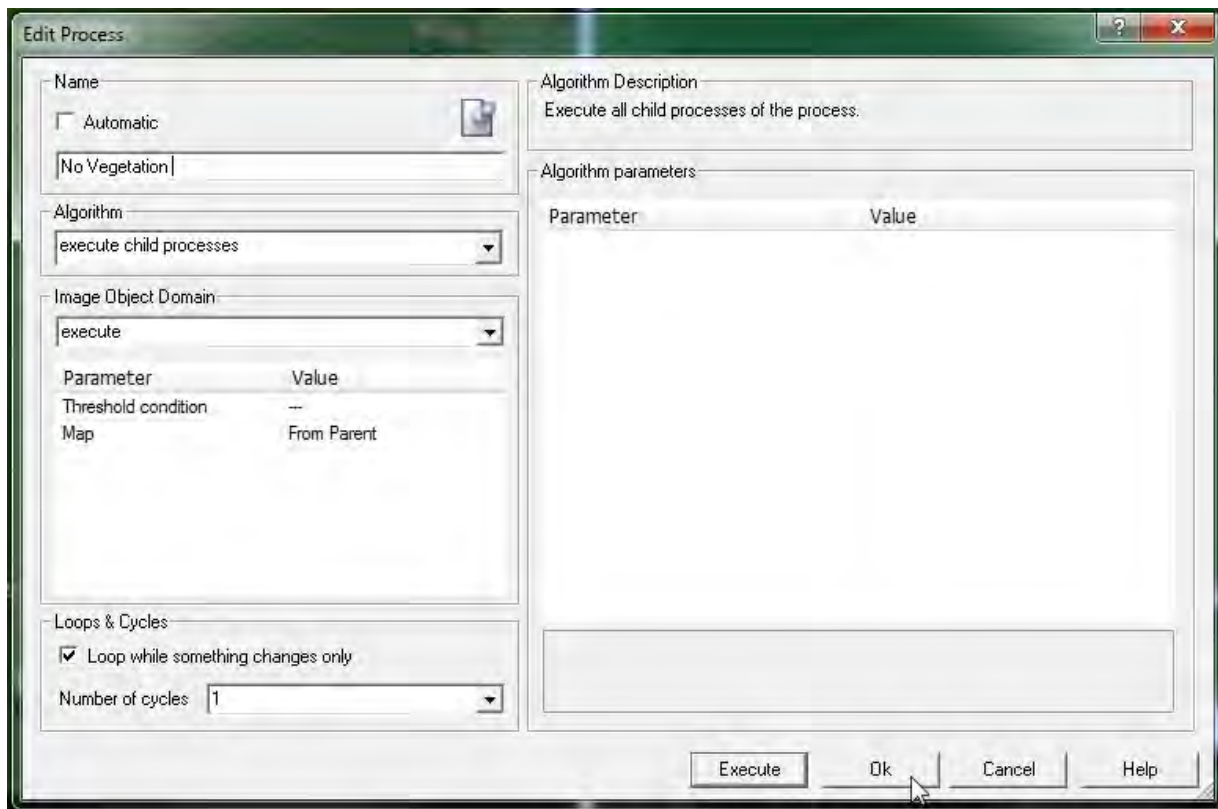 Edit Process
Name
Automatic
No Vegetation
Algorithm
execute child processes
Image Object Domain
execute
Parameter Value
Threshold condition ---
Map From Parent
Loops & Cycles
Loop while something changes only
Number of cycles 1
Algorithm Description
Execute all child processes of the process.
Algorithm parameters
Parameter Value
Execute Ok Cancel Help